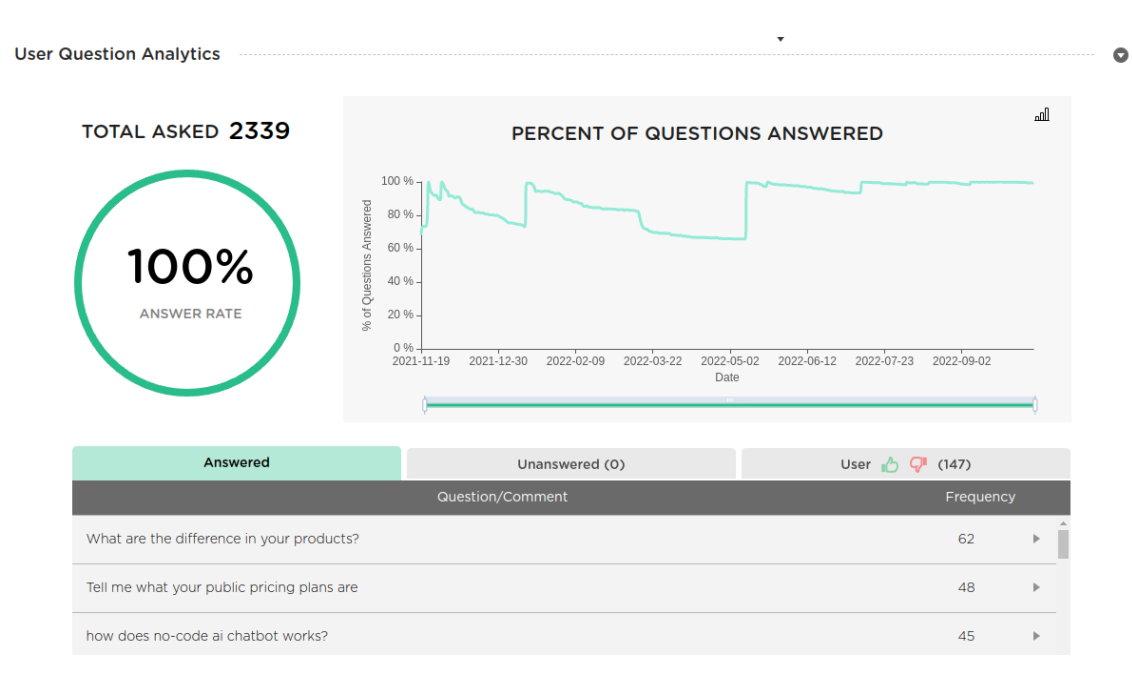 User Question Analytics
TOTAL ASKED 2339
100%
ANSWER RATE
PERCENT OF QUESTIONS ANSWERED
% of Questions Answered
100 %
80 %
60 %
40 %
20 %
0 %
2021-11-19 2021-12-30 2022-02-09 2022-03-22 2022-05-02 2022-06-12 2022-07-23 2022-09-02
Date
Answered Unanswered (0) User (147)
Question/Comment Frequency
What are the difference in your products? 62
Tell me what your public pricing plans are 48
how does no-code ai chatbot works? 45